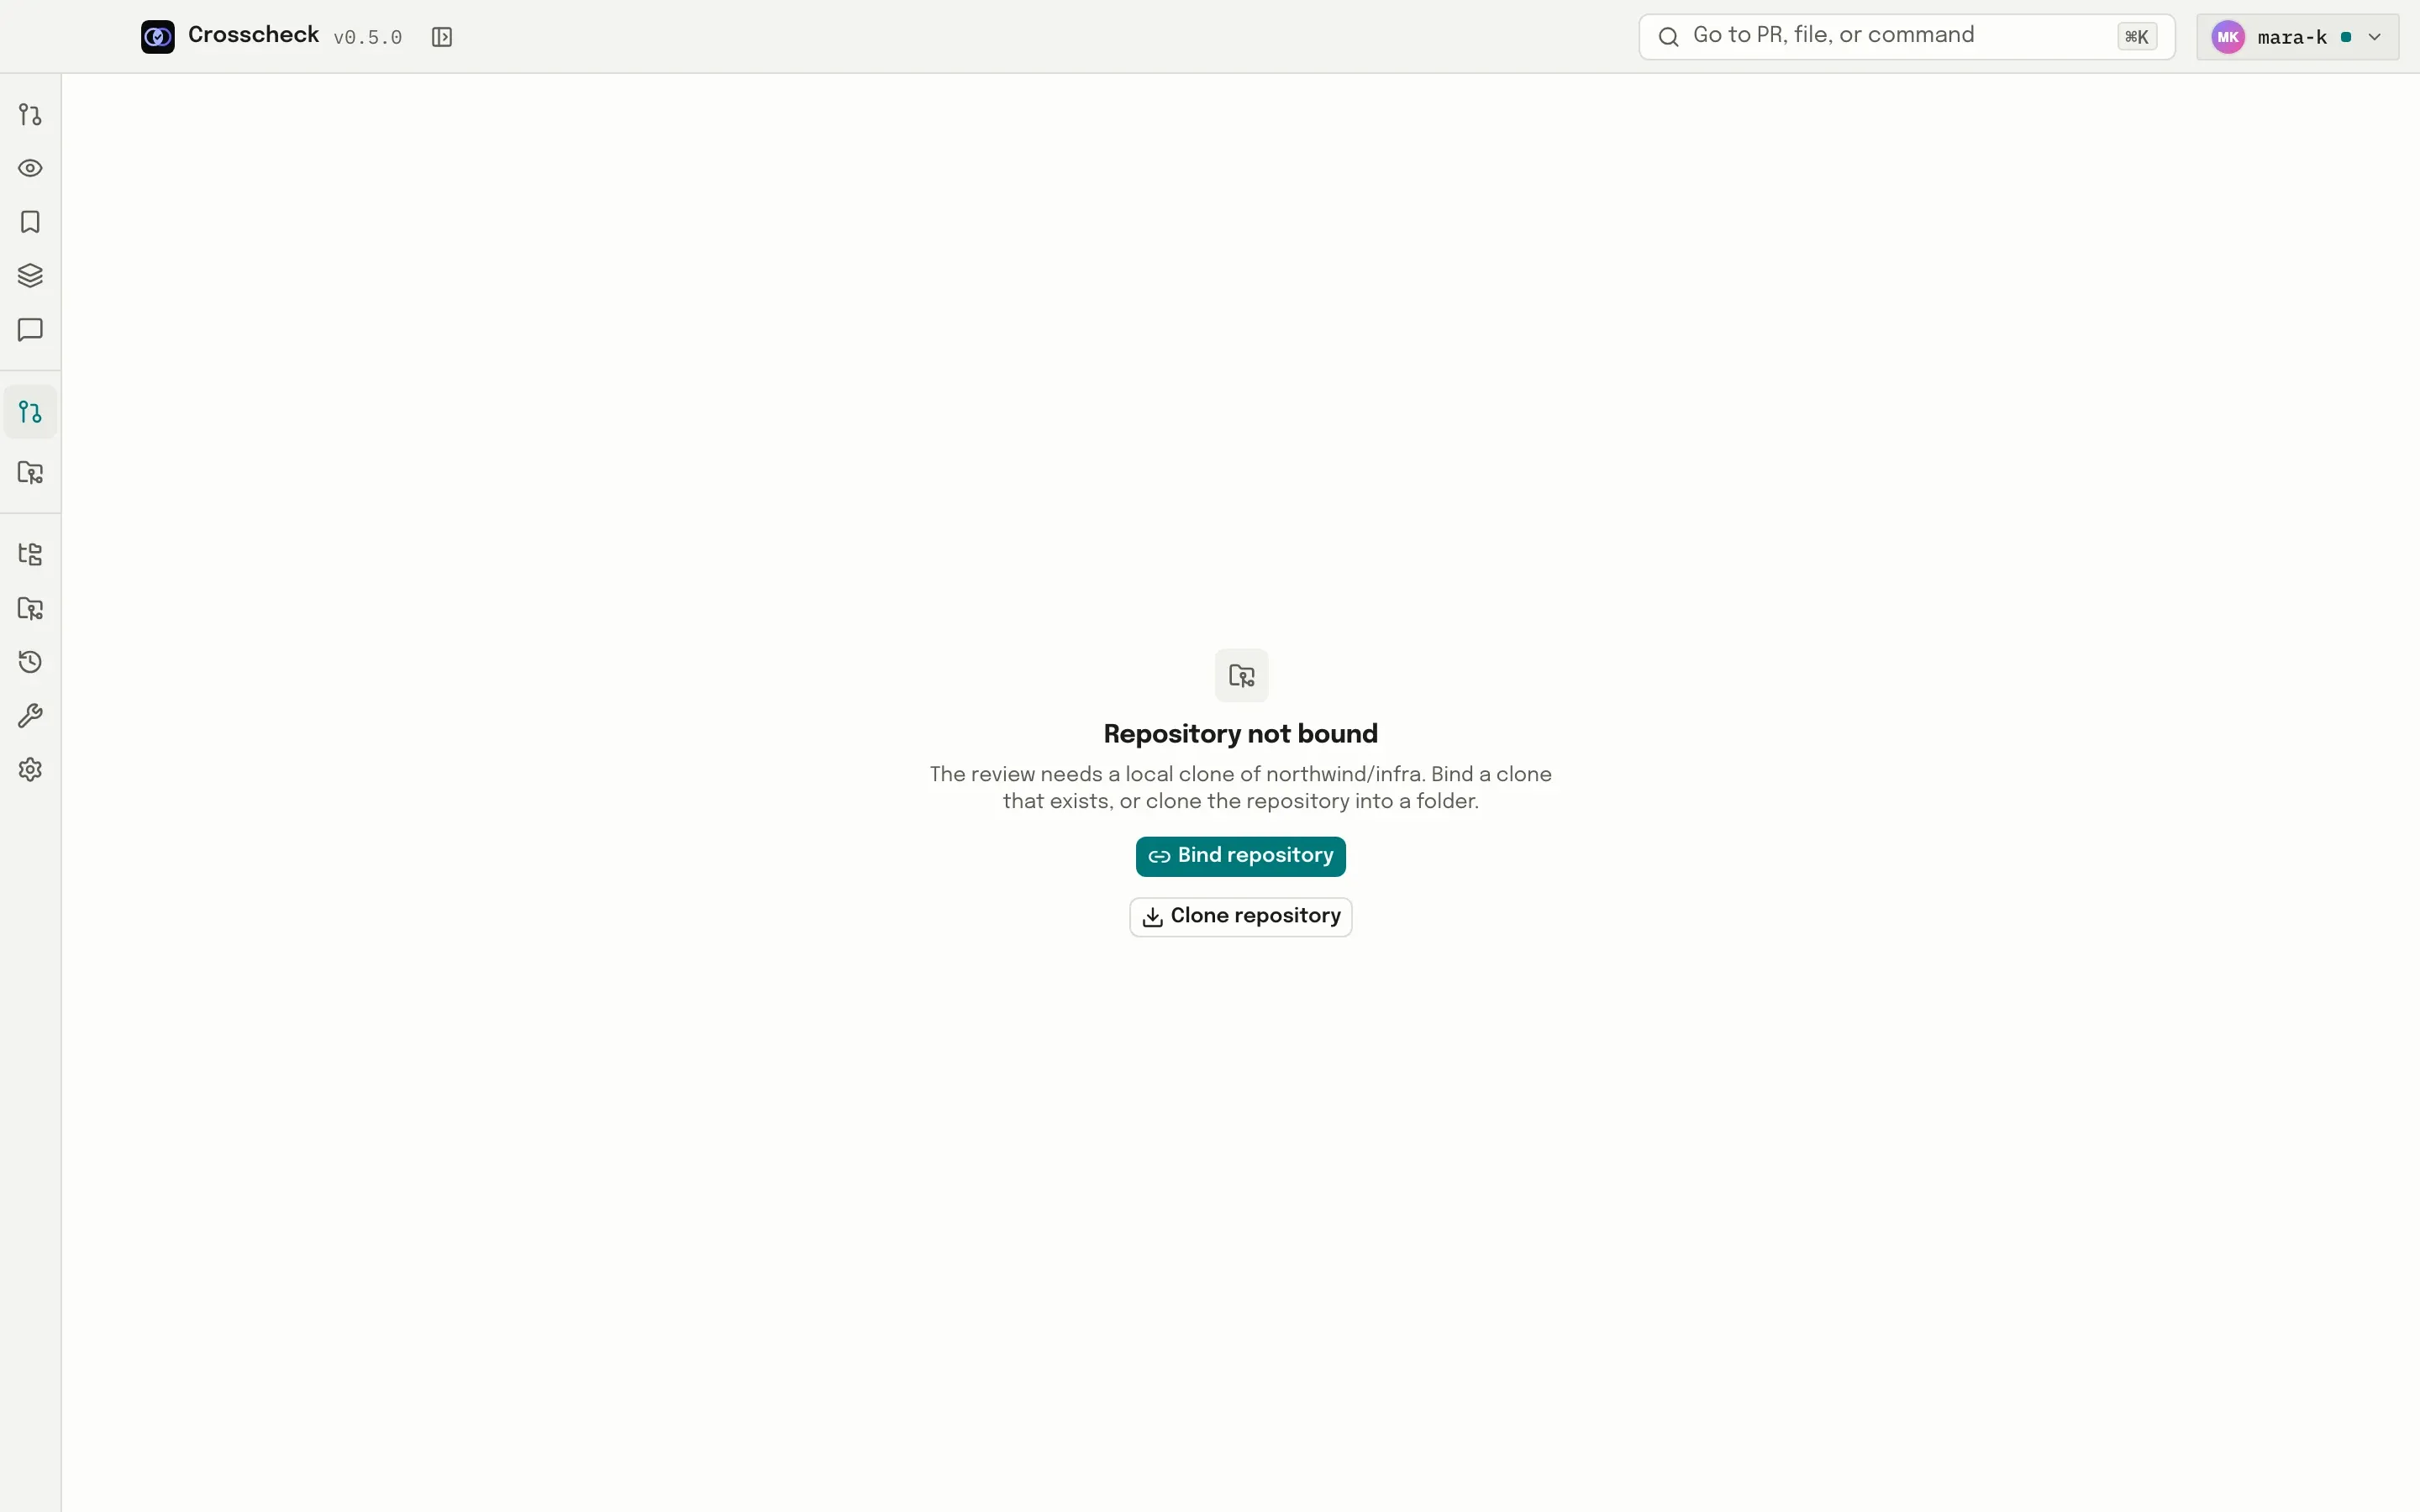 Crosscheck v0.5.0
Go to PR, file, or command ⌘K
MK mara-k
Repository not bound
The review needs a local clone of northwind/infra. Bind a clone
that exists, or clone the repository into a folder.
Bind repository
Clone repository